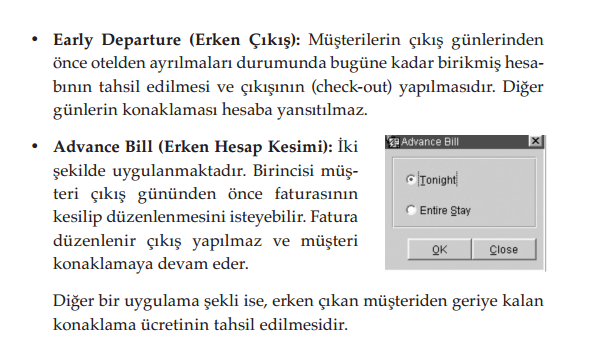 • Early Departure (Erken Çıkış): Müşterilerin çıkış günlerinden
önce otelden ayrılmaları durumunda bugüne kadar birikmiş hesa-
bının tahsil edilmesi ve çıkışının (check-out) yapılmasıdır. Diğer
günlerin konaklaması hesaba yansıtılmaz.
• Advance Bill (Erken Hesap Kesimi): İki
şekilde uygulanmaktadır. Birincisi müş-
teri çıkış gününden önce faturasının
kesilip düzenlenmesini isteyebilir. Fatura
düzenlenir çıkış yapılmaz ve müşteri
konaklamaya devam eder.
Advance Bill
Tonight
Entire Stay
OK Close
Diğer bir uygulama şekli ise, erken çıkan müşteriden geriye kalan
konaklama ücretinin tahsil edilmesidir.